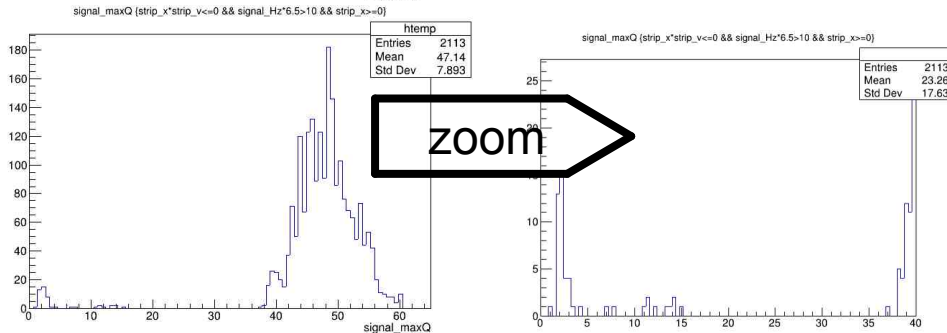 signal_maxQ {strip_x*strip_v<=0 && signal_Hz*6.5>10 && strip_x>=0}
htemp
Entries 2113
Mean 47.14
Std Dev 7.893
180
160
140
120
100
80
60
40
20
0
0 10 20 30 40 50 60
signal_maxQ
zoom
signal_maxQ {strip_x*strip_v<=0 && signal_Hz*6.5>10 && strip_x>=0}
Entries 2113
Mean 23.26
Std Dev 17.63
25
10
5
0
0 5 10 15 20 25 30 35 40